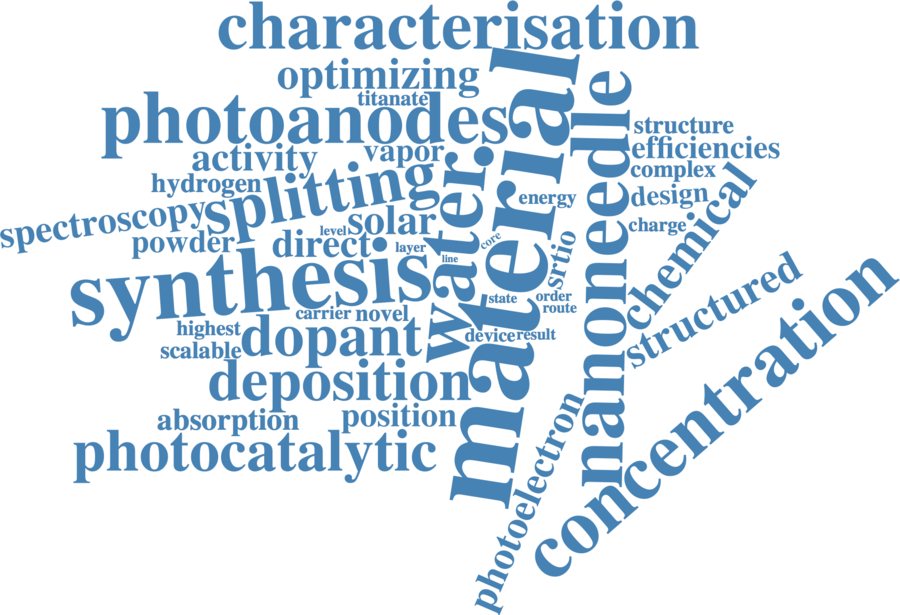 characterisation
optimizing
titanate
photoanodes
material
nanoneedle
structure
efficiencies
activity
vapor
complex
hydrogen
splitting
water
energy
design
chemical
spectroscopy
solar
level
charge
powder
direct
layer
core
line
srtio
synthesis
state
order
route
structured
carrier
novel
highest
dopant
device
result
scalable
concentration
deposition
absorption
position
photoelectron
photocatalytic